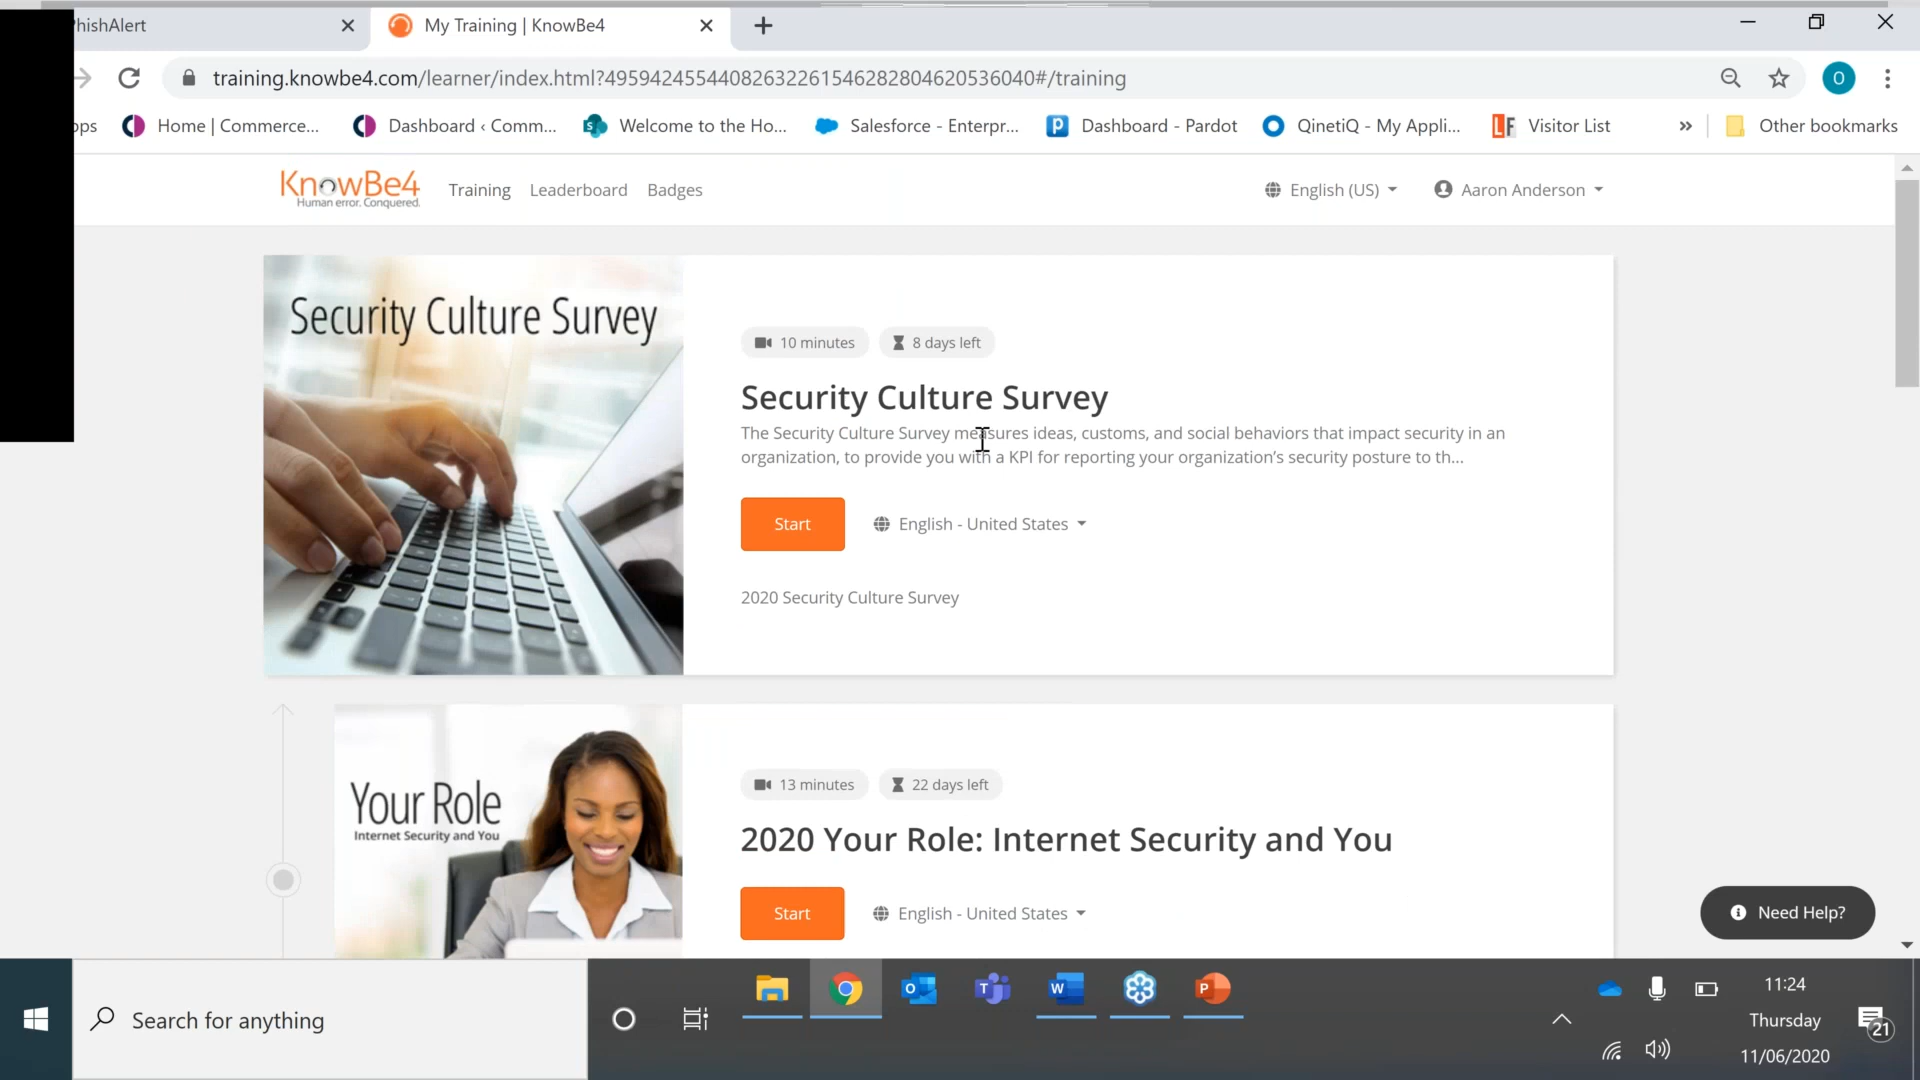 hishAlert
My Training | KnowBe4
training.knowbe4.com/learner/index.html?495942455440826322615462828046205360​40#/training
O
Home | Commerce...
Dashboard ‹ Comm...
Welcome to the Ho...
Salesforce - Enterpr...
Dashboard - Pardot
QinetiQ - My Appli...
Visitor List
Other bookmarks
KnowBe4
Human error. Conquered.
Training
Leaderboard
Badges
English (US)
Aaron Anderson
Security Culture Survey
10 minutes
8 days left
Security Culture Survey
The Security Culture Survey measures ideas, customs, and social behaviors that impact security in an
organization, to provide you with a KPI for reporting your organization's security posture to th...
Start
English - United States
2020 Security Culture Survey
Your Role
Internet Security and You
13 minutes
22 days left
2020 Your Role: Internet Security and You
Start
English - United States
Need Help?
Search for anything
11:24
Thursday
11/06/2020
21